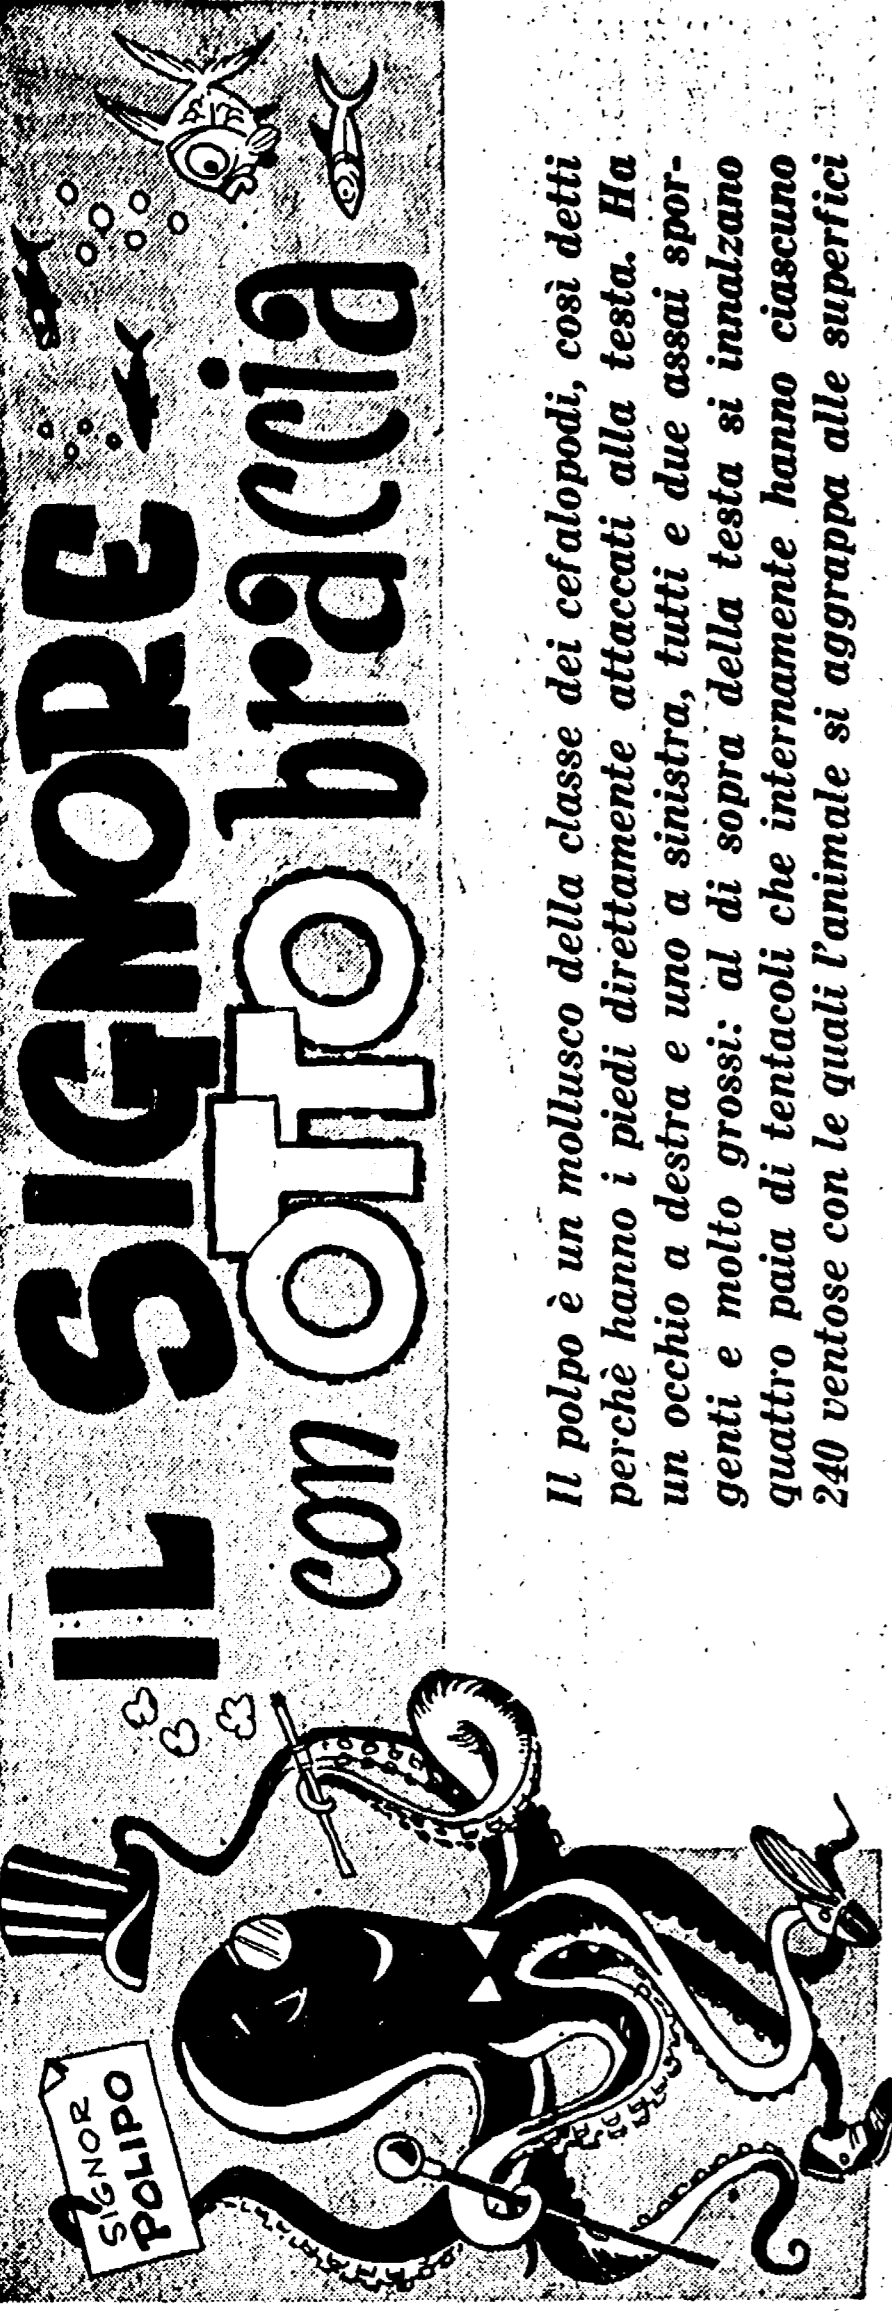 IL SIGNORE
con OTTO braccia
SIGNOR
POLIPO
Il polpo è un mollusco della classe dei cefalopodi, così detti
perchè hanno i piedi direttamente attaccati alla testa. Ha
un occhio a destra e uno a sinistra, tutti e due assai spor-
genti e molto grossi: al di sopra della testa si innalzano
quattro paia di tentacoli che internamente hanno ciascuno
240 ventose con le quali l'animale si aggrappa alle superfici